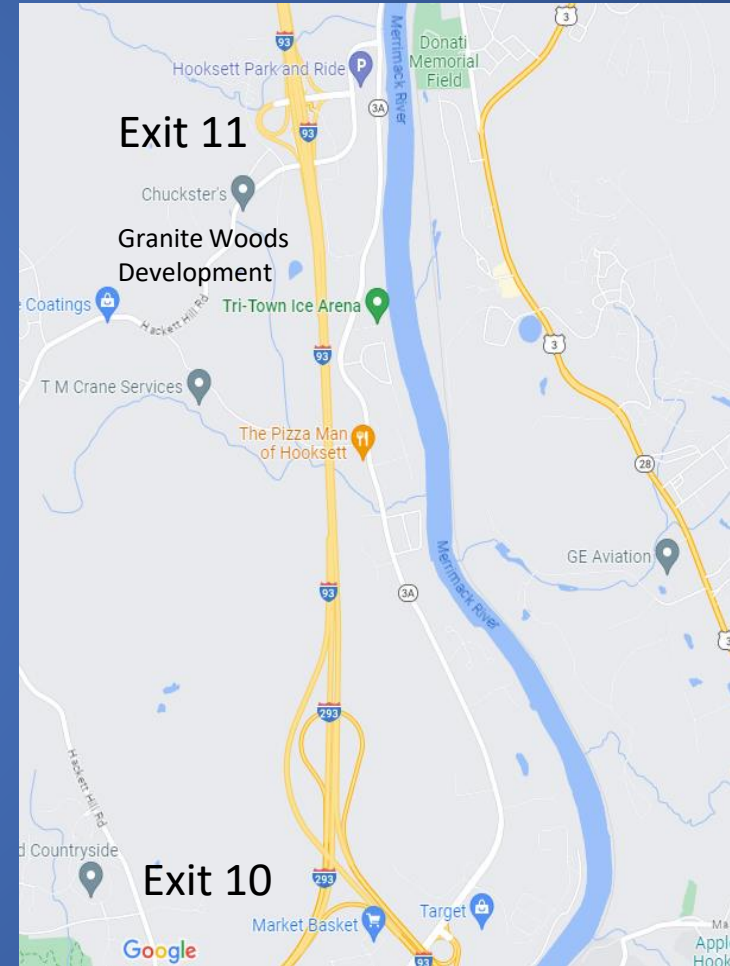 3
93
Donati
Memorial
Field
Hooksett Park and Ride
P
Merrimack River
3A
Exit 11
93
Chuckster's
Granite Woods
Development
Coatings
Hackett Hill Rd
Tri-Town Ice Arena
3
93
T M Crane Services
The Pizza Man
of Hooksett
28
GE Aviation
Merrimack River
93
3A
3
293
Hackett Hill Rd
Countryside
Exit 10
293
Target
Market Basket
Google
93
Ma
Appl
Hook